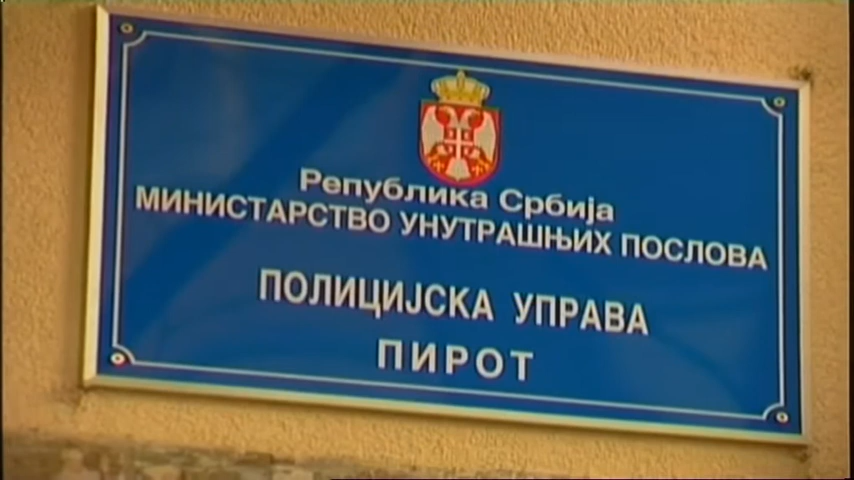 Република Србија
МИНИСТАРСТВО УНУТРАШЊИХ ПОСЛОВА
ПОЛИЦИЈСКА УПРАВА
ПИРОТ